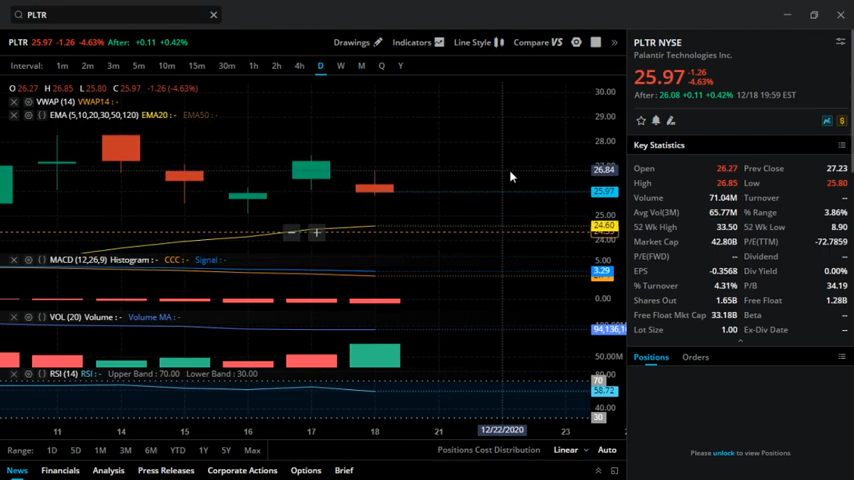 PLTR
PLTR 25.97 -1.26 -4.63% After: +0.11 +0.42% Drawings Indicators Line Style Compare VS
Interval: 1m 2m 3m 5m 10m 15m 30m 1h 2h 4h D W M Q Y
O 26.27 H 26.85 L 25.80 C 25.97 -1.26 (-4.63%)
VWAP (14) VWAP14 : -
EMA (5,10,20,30,50,120) EMA20 : - EMA50 : -
30.00
29.00
28.00
26.84
25.97
25.00
24.60
24.00
MACD (12,26,9) Histogram : - CCC : - Signal : -
5.00
3.29
0.00
VOL (20) Volume : - Volume MA : -
50.00M
RSI (14) RSI : - Upper Band : 70.00 Lower Band : 30.00
70
58.72
40.00
30
11 14 15 16 17 18 21 12/22/2020 23
Range: 1D 5D 1M 3M 6M YTD 1Y 5Y Max Positions Cost Distribution Linear Auto
News Financials Analysis Press Releases Corporate Actions Options Brief
PLTR NYSE
Palantir Technologies Inc.
25.97 -1.26
-4.63%
After: 26.08 +0.11 +0.42% 12/18 19:59 EST
Key Statistics
Open 26.27 Prev Close 27.23
High 26.85 Low 25.80
Volume 71.04M Turnover --
Avg Vol(3M) 65.77M % Range 3.86%
52 Wk High 33.50 52 Wk Low 8.90
Market Cap 42.80B P/E(TTM) -72.7859
P/E(FWD) -- Dividend --
EPS -0.3568 Div Yield 0.00%
% Turnover 4.31% P/B 34.19
Shares Out 1.65B Free Float 1.28B
Free Float Mkt Cap 33.18B Beta --
Lot Size 1.00 Ex-Div Date --
Positions Orders
Please unlock to view Positions